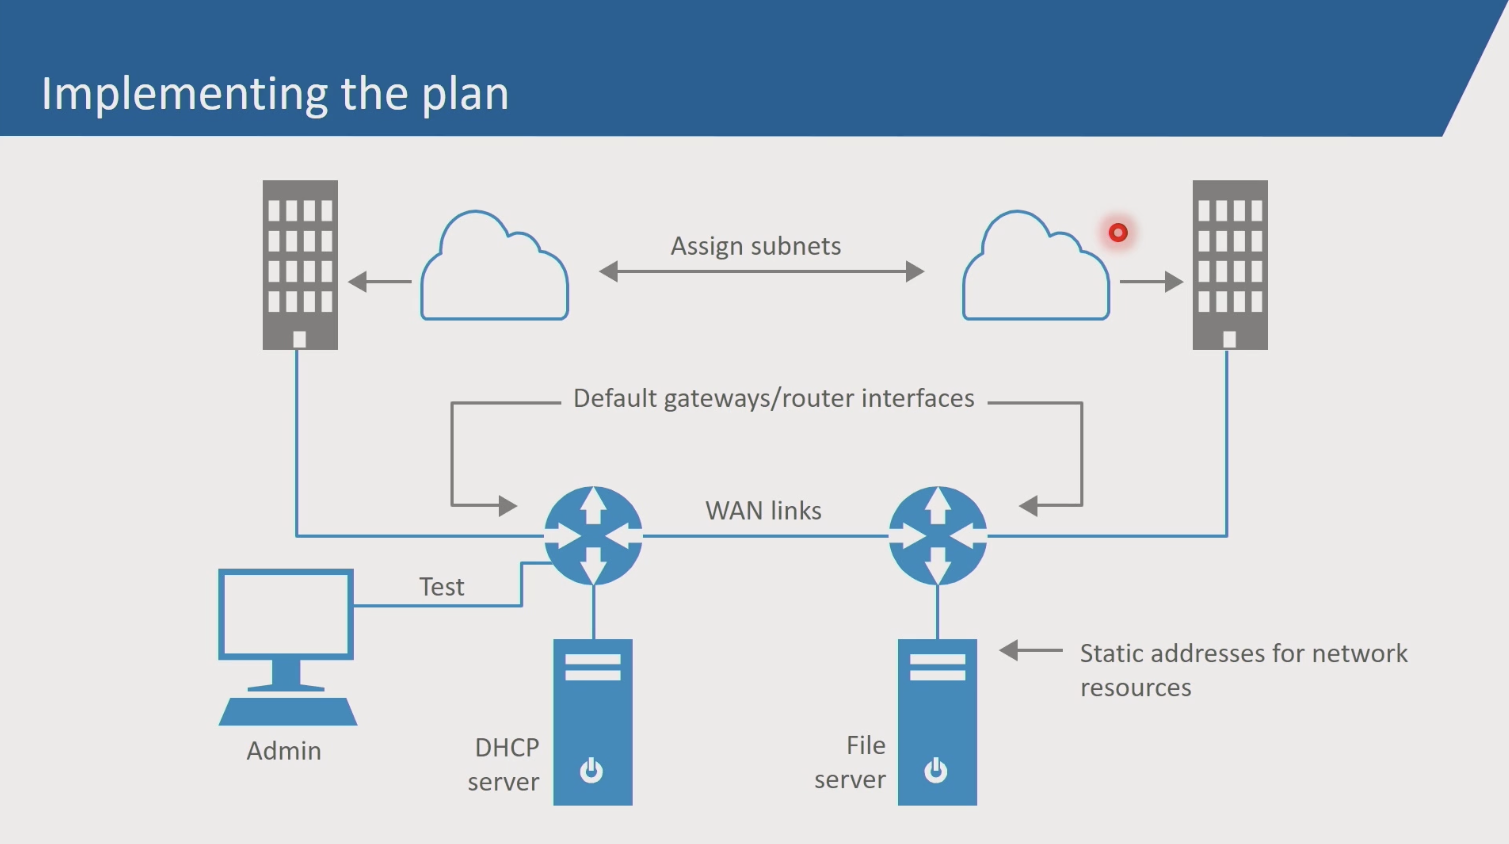 Implementing the plan
Assign subnets
Default gateways/router interfaces
WAN links
Test
Static addresses for network
resources
Admin
DHCP
server
File
server